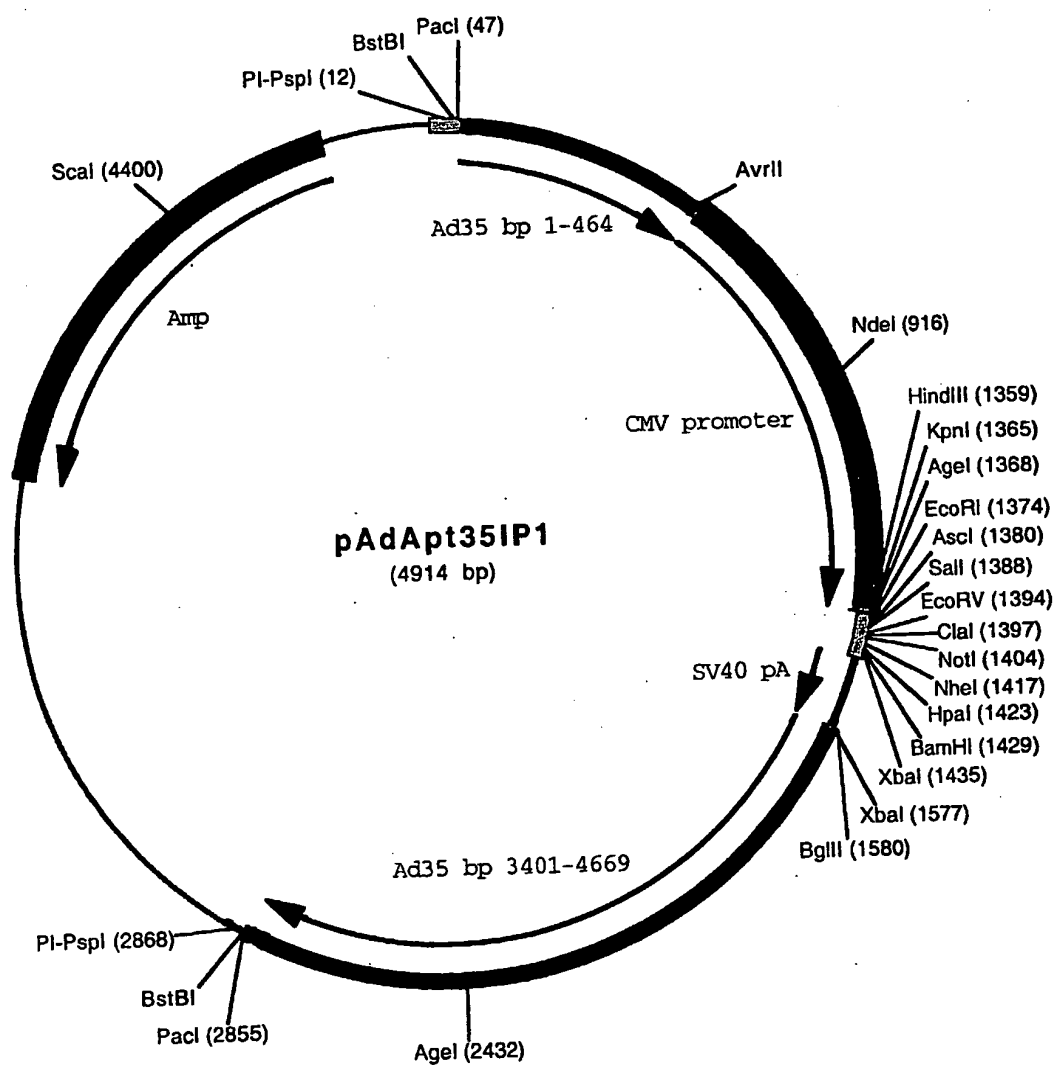 PacI (47)
BstBI
PI-PspI (12)
ScaI (4400)
AvrII
Ad35 bp 1-464
Amp
NdeI (916)
HindIII (1359)
CMV promoter
KpnI (1365)
AgeI (1368)
EcoRI (1374)
AscI (1380)
SalI (1388)
EcoRV (1394)
ClaI (1397)
NotI (1404)
NheI (1417)
HpaI (1423)
BamHI (1429)
XbaI (1435)
XbaI (1577)
BglII (1580)
pAdApt35IP1
(4914 bp)
SV40 pA
Ad35 bp 3401-4669
PI-PspI (2868)
BstBI
PacI (2855)
AgeI (2432)